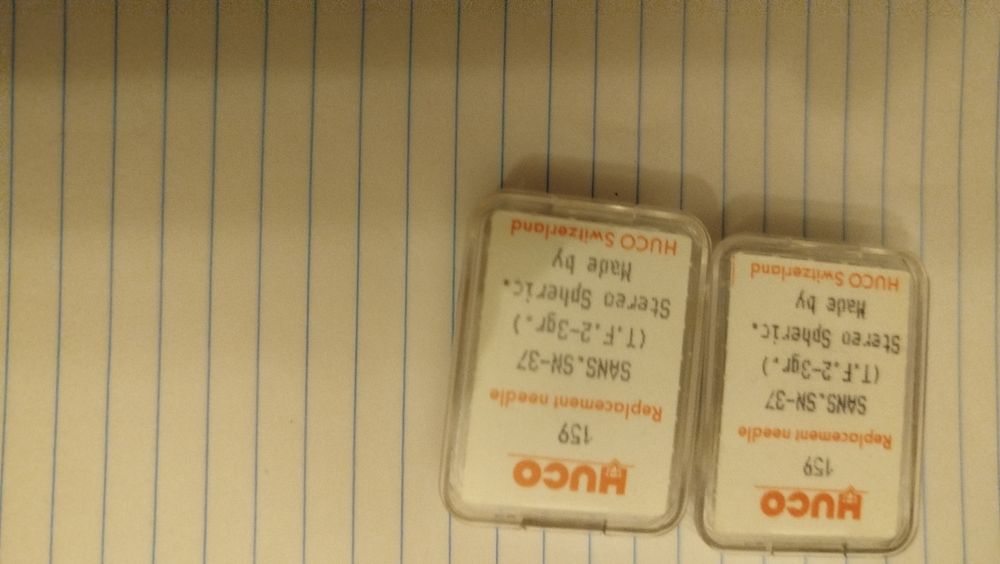 HUCO
159
Replacement needle
SANS.SN-37
(T.F.2-3gr.)
Stereo Spheric.
Made by
HUCO Switzerland
HUCO
159
Replacement needle
SANS.SN-37
(T.F.2-3gr.)
Stereo Spheric.
Made by
HUCO Switzerland